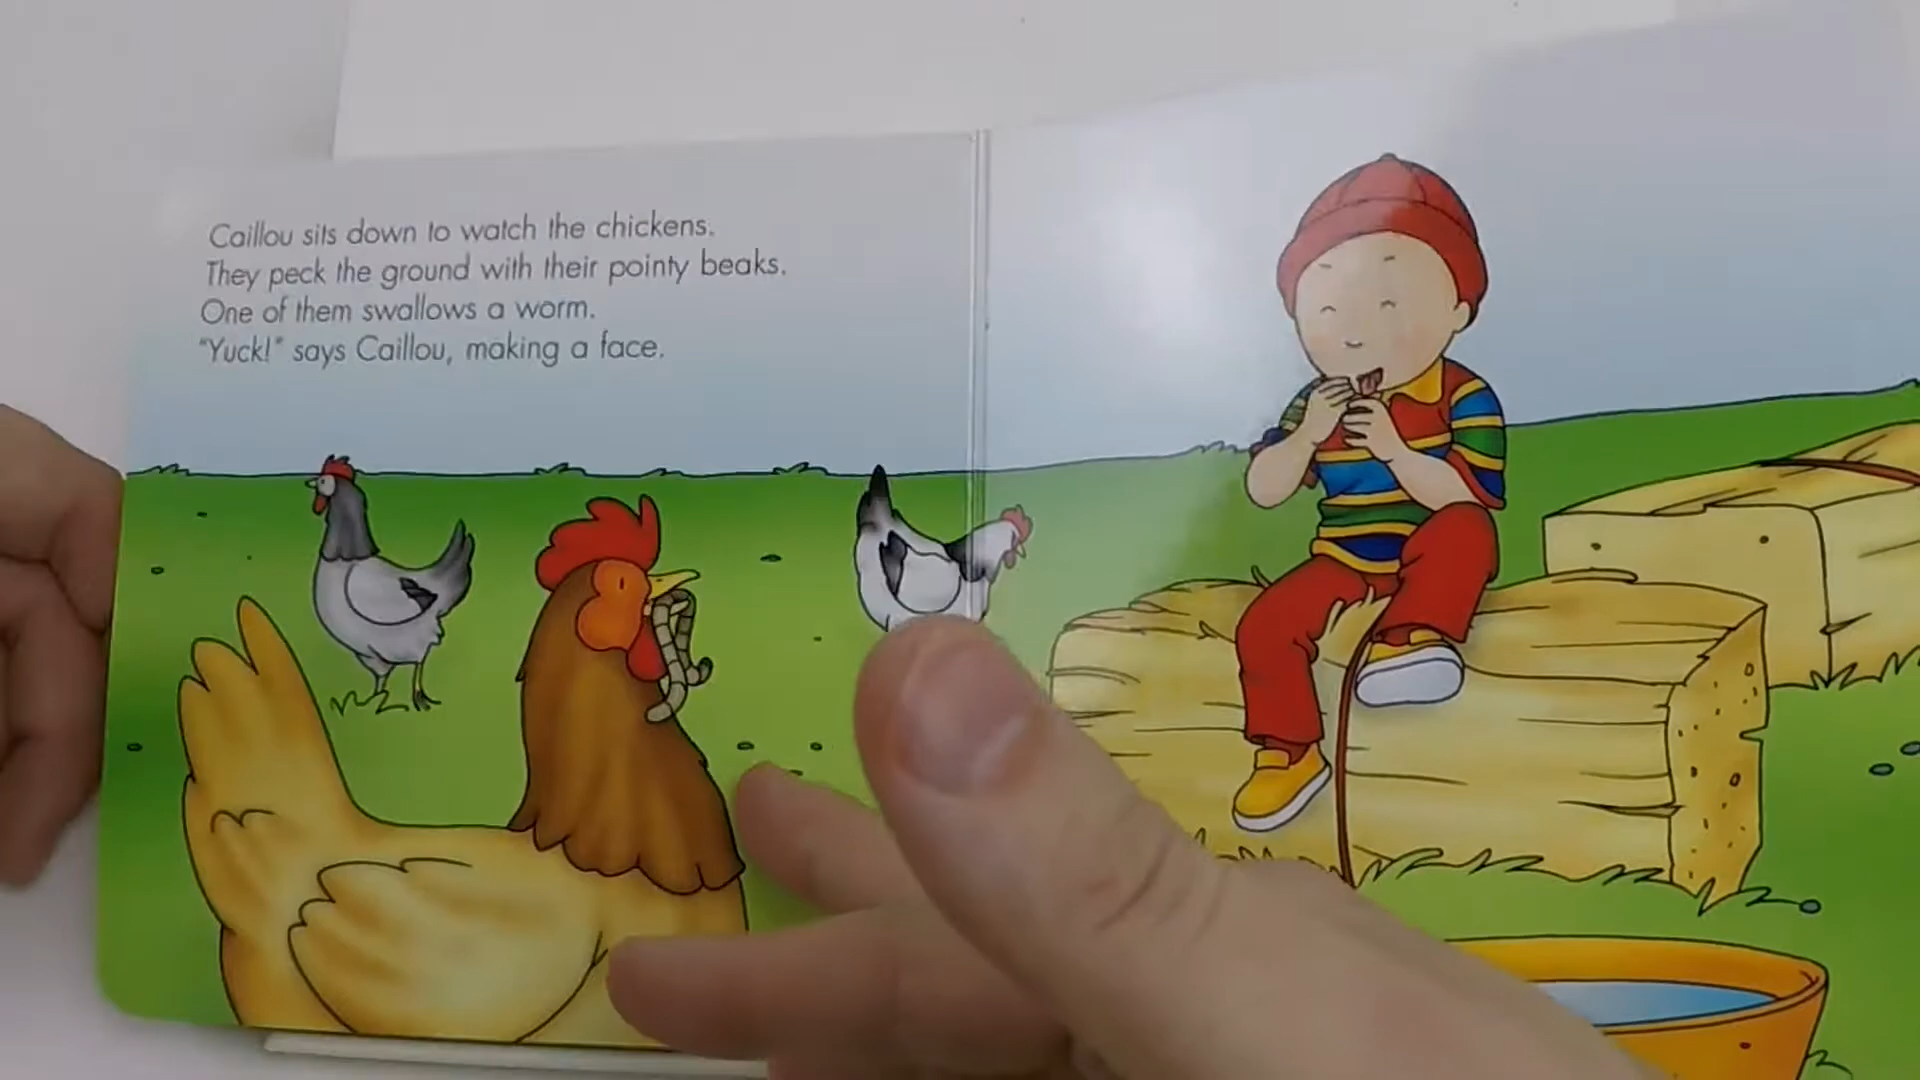 Caillou sits down to watch the chickens.
They peck the ground with their pointy beaks.
One of them swallows a worm.
"Yuck!" says Caillou, making a face.